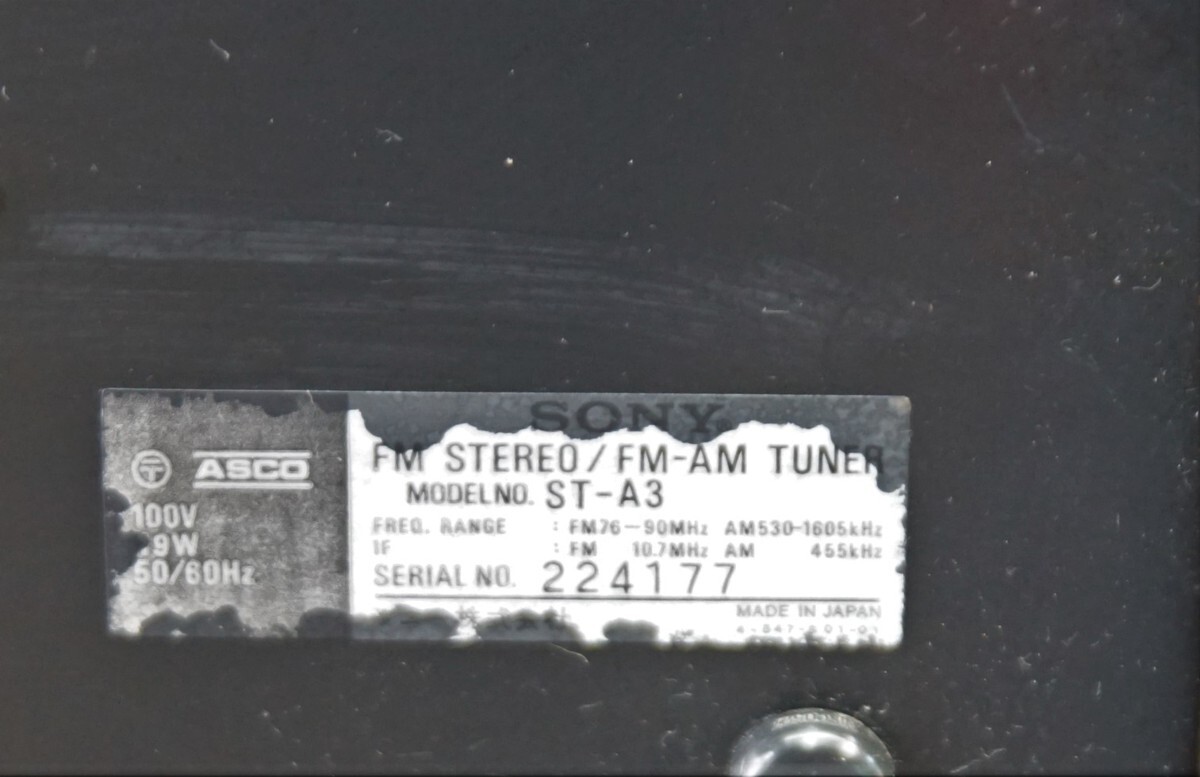 ASCO
100V
9W
50/60Hz
SONY
FM STEREO/FM-AM TUNER
MODEL NO. ST-A3
FREQ. RANGE : FM76-90MHz AM530-1605kHz
IF : FM 10.7MHz AM 455kHz
SERIAL NO. 224177
MADE IN JAPAN